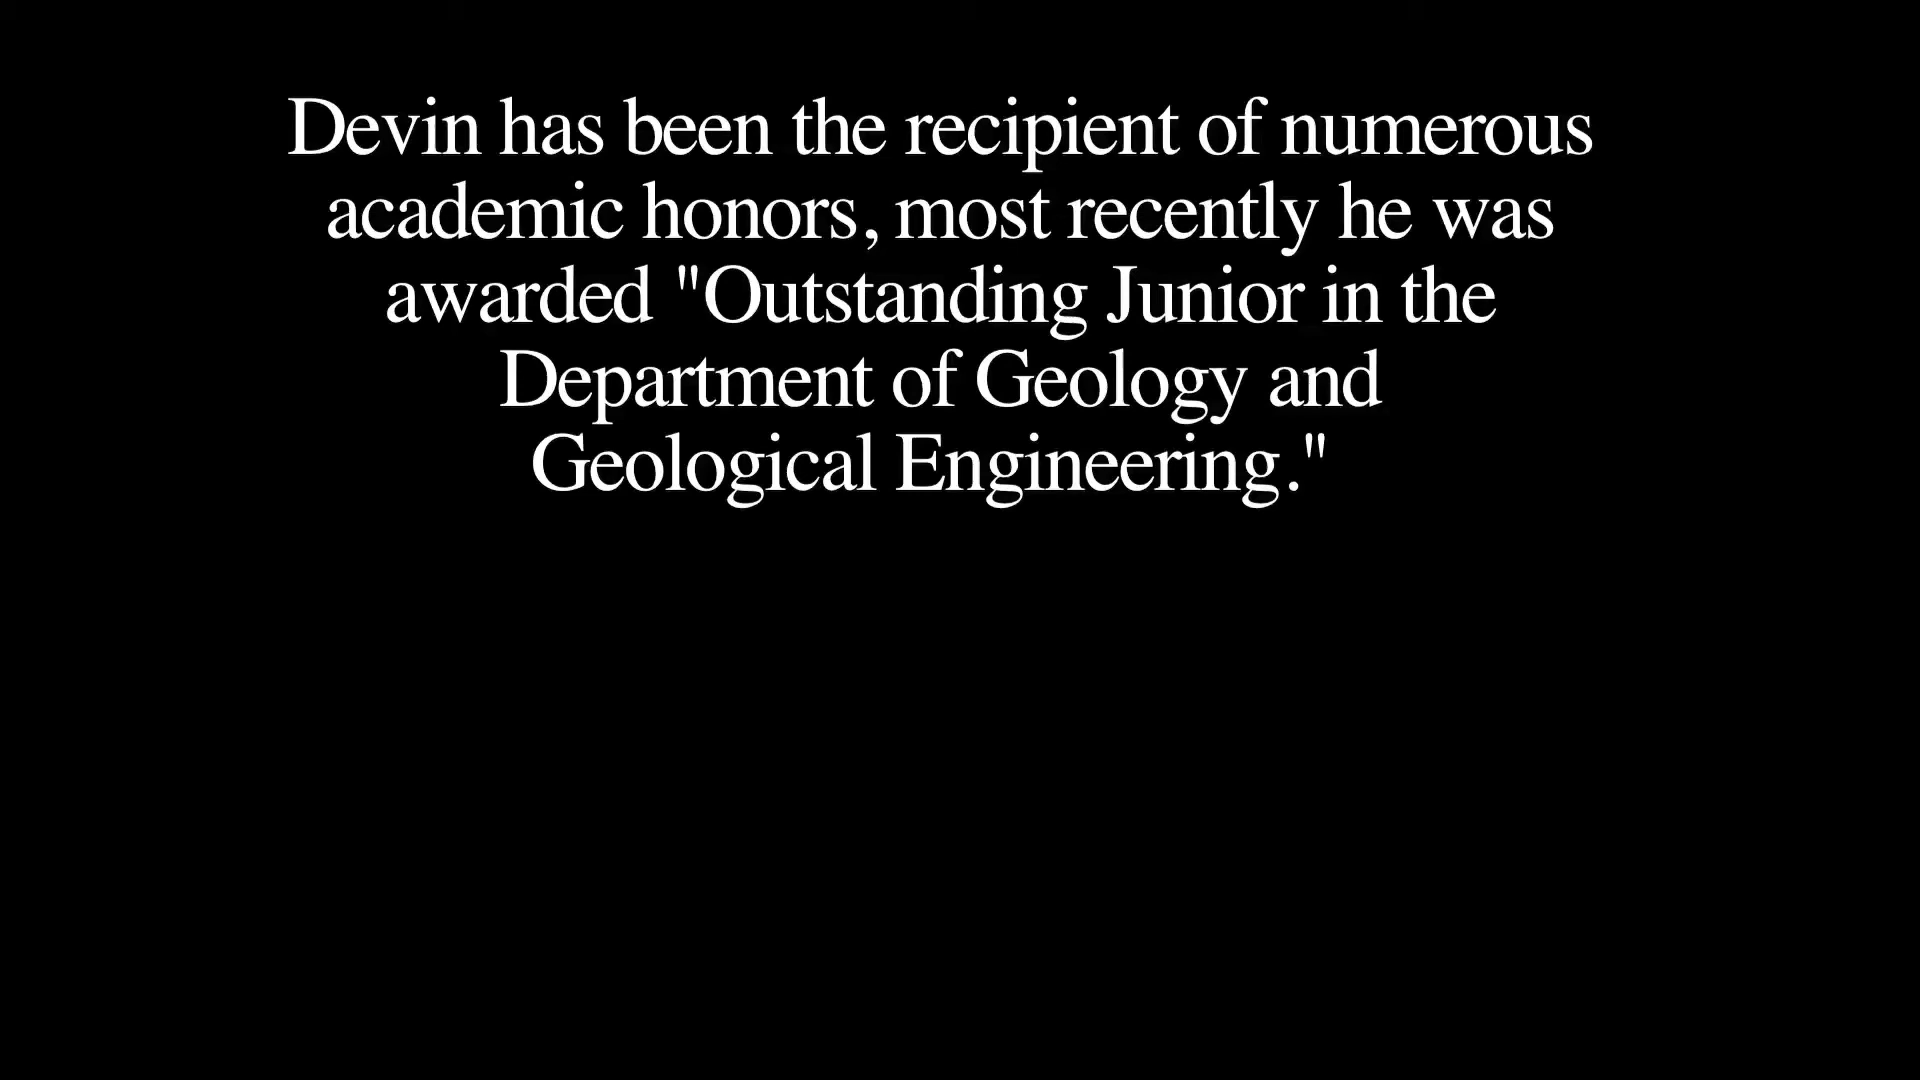 Devin has been the recipient of numerous
academic honors, most recently he was
awarded "Outstanding Junior in the
Department of Geology and
Geological Engineering."